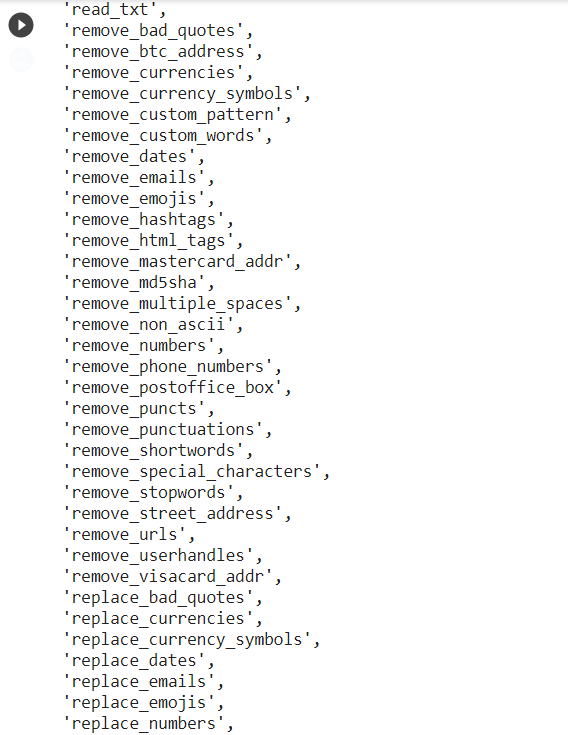 'read_txt',
'remove_bad_quotes',
'remove_btc_address',
'remove_currencies',
'remove_currency_symbols',
'remove_custom_pattern',
'remove_custom_words',
'remove_dates',
'remove_emails',
'remove_emojis',
'remove_hashtags',
'remove_html_tags',
'remove_mastercard_addr',
'remove_md5sha',
'remove_multiple_spaces',
'remove_non_ascii',
'remove_numbers',
'remove_phone_numbers',
'remove_postoffice_box',
'remove_puncts',
'remove_punctuations',
'remove_shortwords',
'remove_special_characters',
'remove_stopwords',
'remove_street_address',
'remove_urls',
'remove_userhandles',
'remove_visacard_addr',
'replace_bad_quotes',
'replace_currencies',
'replace_currency_symbols',
'replace_dates',
'replace_emails',
'replace_emojis',
'replace_numbers',